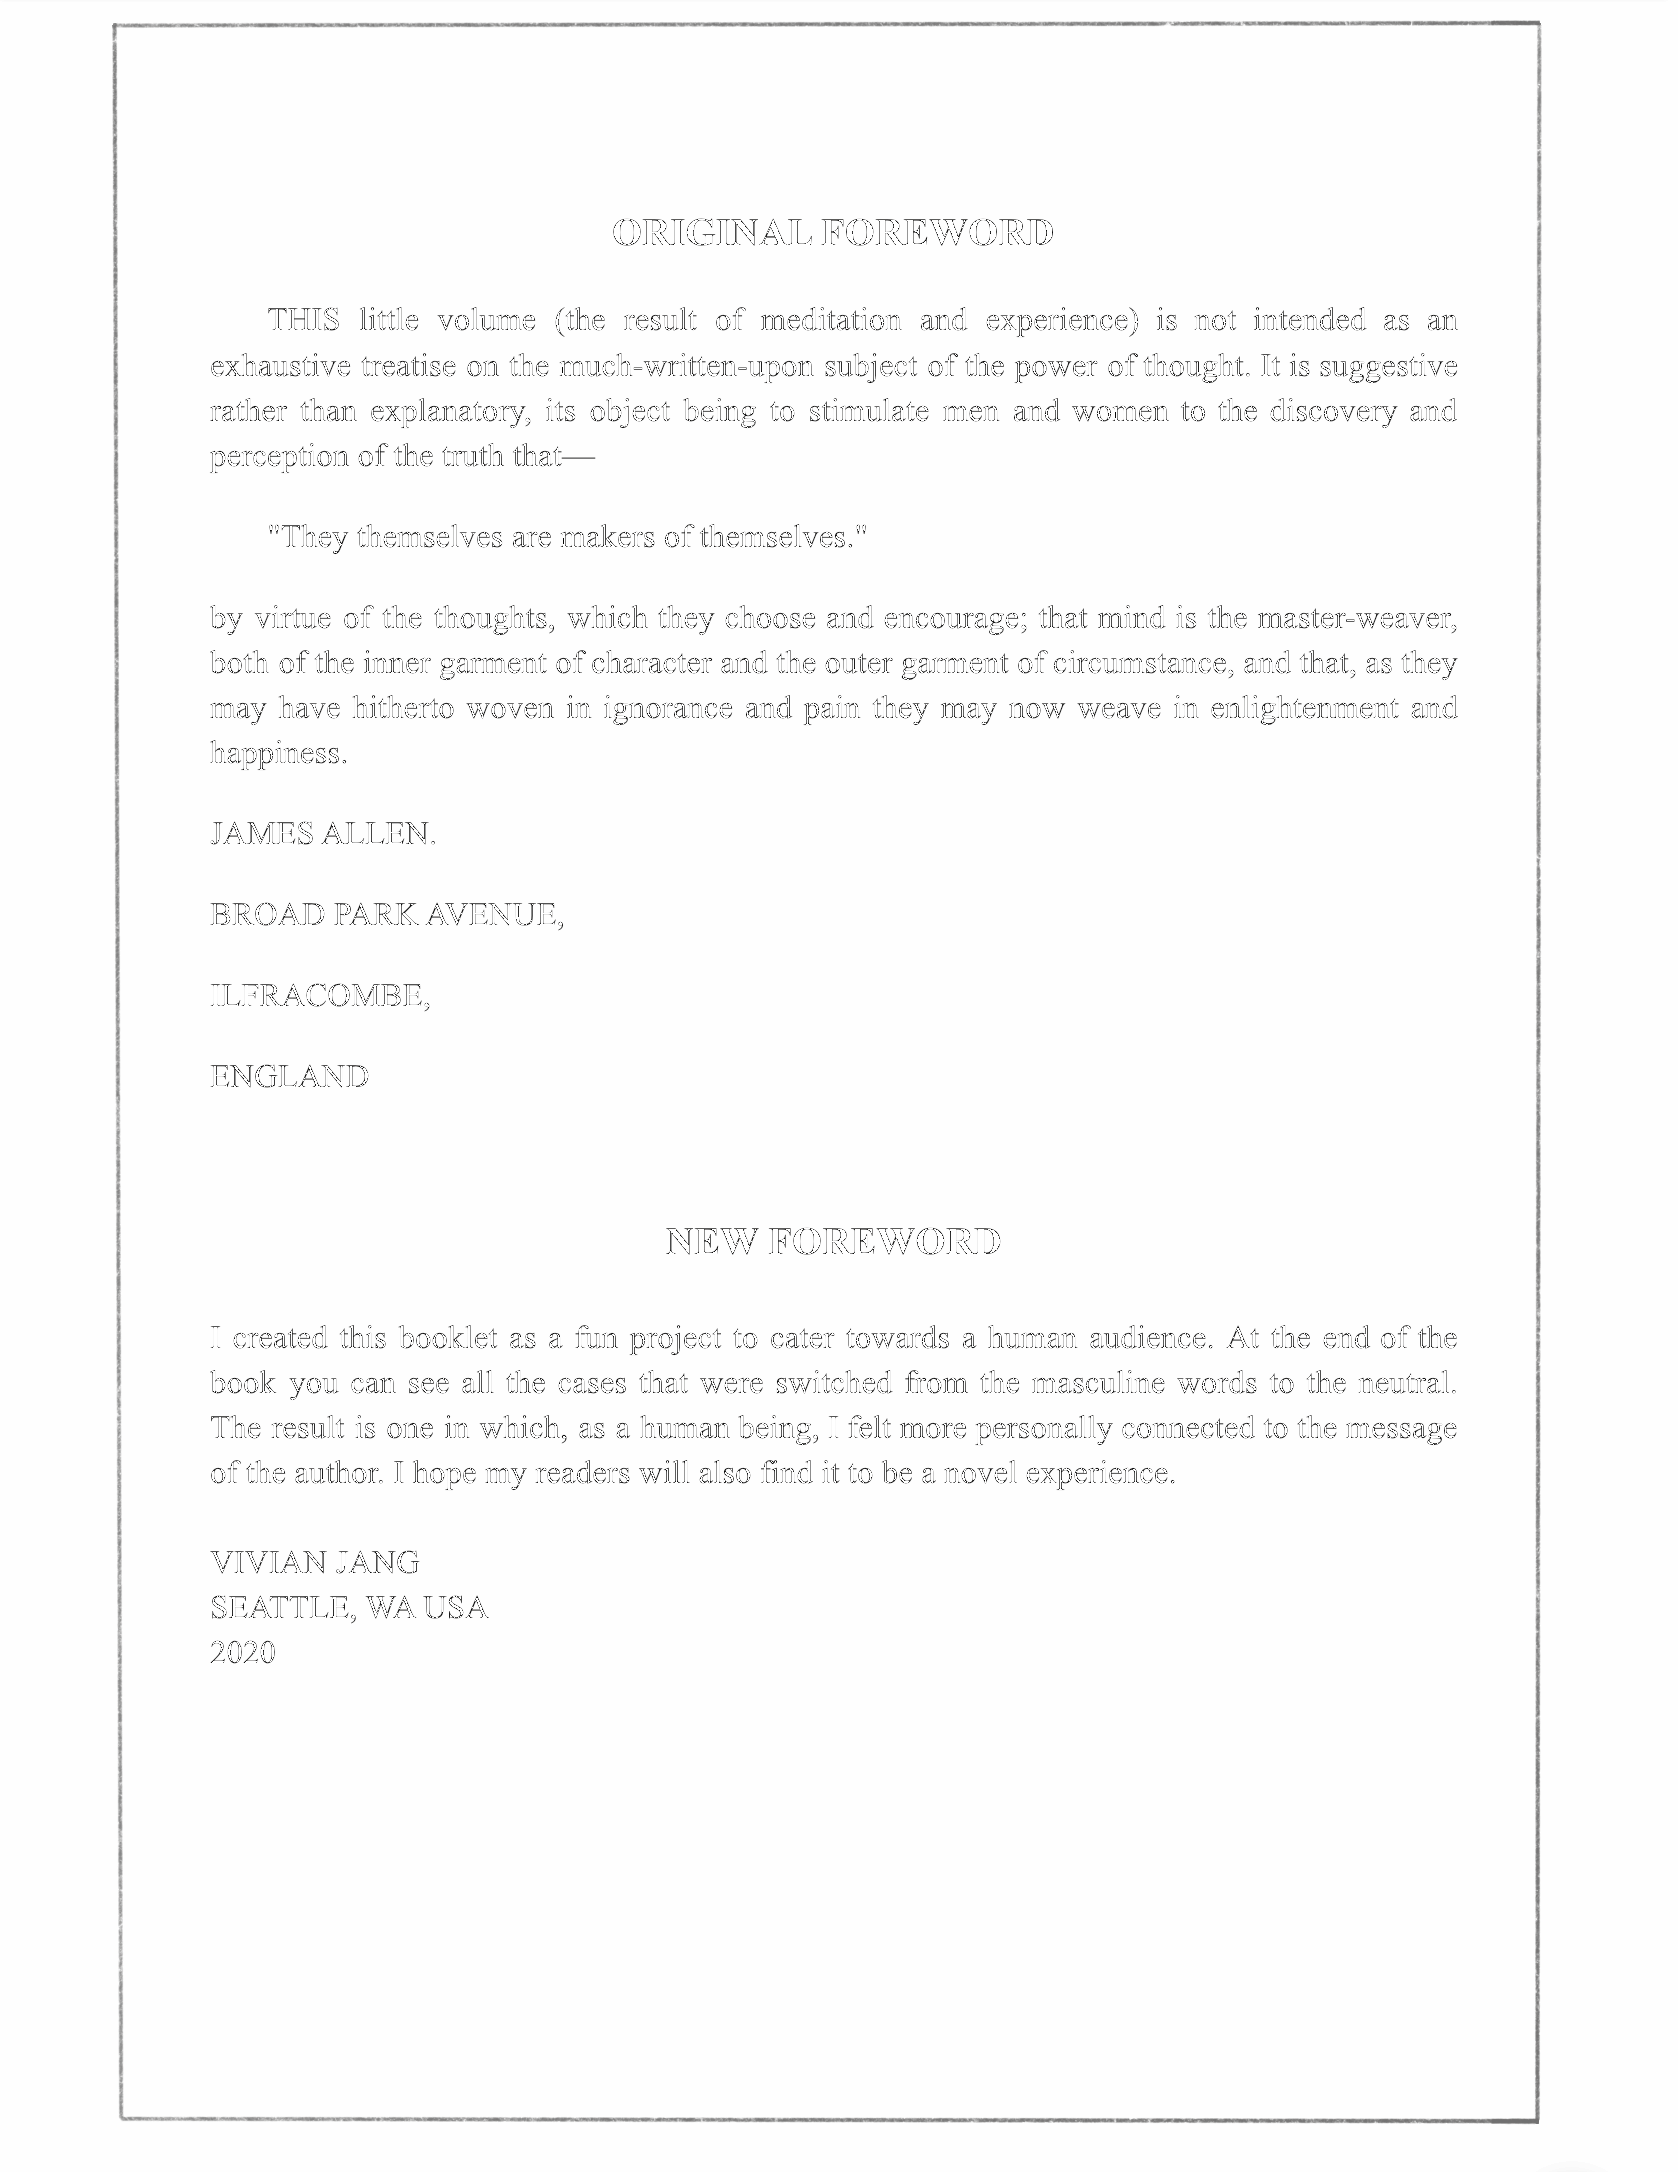 ORIGINAL FOREWORD
THIS little volume (the result of meditation and experience) is not intended as an
exhaustive treatise on the much-written-upon subject of the power of thought. It is suggestive
rather than explanatory, its object being to stimulate men and women to the discovery and
perception of the truth that—
"They themselves are makers of themselves."
by virtue of the thoughts, which they choose and encourage; that mind is the master-weaver,
both of the inner garment of character and the outer garment of circumstance, and that, as they
may have hitherto woven in ignorance and pain they may now weave in enlightenment and
happiness.
JAMES ALLEN.
BROAD PARK AVENUE,
ILFRACOMBE,
ENGLAND
NEW FOREWORD
I created this booklet as a fun project to cater towards a human audience. At the end of the
book you can see all the cases that were switched from the masculine words to the neutral.
The result is one in which, as a human being, I felt more personally connected to the message
of the author. I hope my readers will also find it to be a novel experience.
VIVIAN JANG
SEATTLE, WA USA
2020